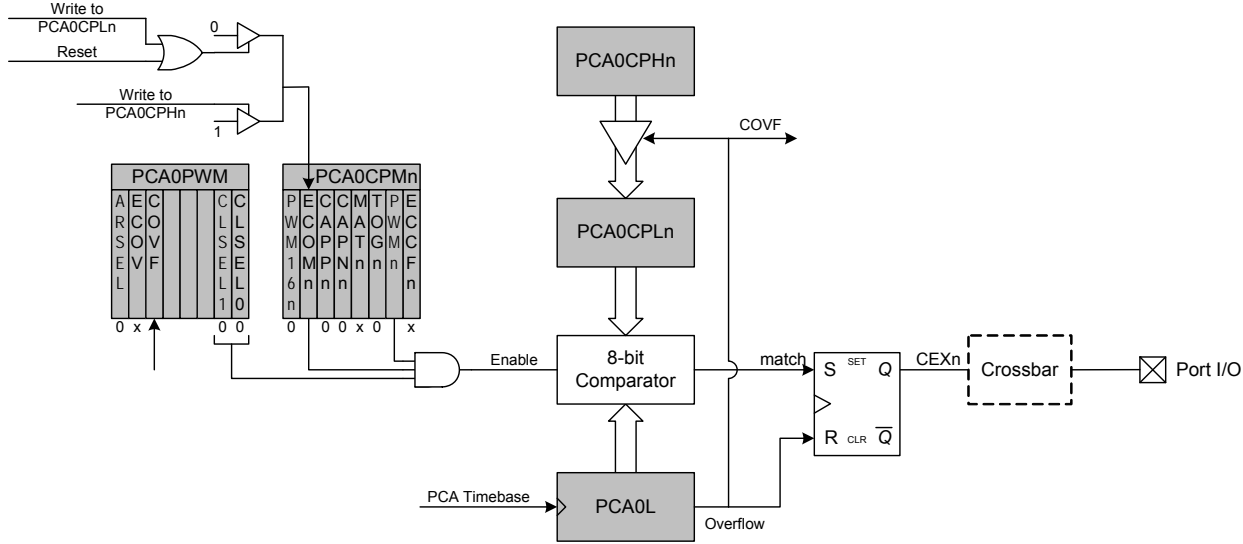 Write to
PCA0CPLn
Reset
0
Write to
PCA0CPHn
1
PCA0CPHn
COVF
PCA0PWM
ARSEL
ECOV
COVF
CLSEL1
CLSEL0
0 x 0 0
PCA0CPMn
PWM16n
ECOMn
CAPPn
CAPNn
MATn
TOGn
PWMn
ECCFn
0 0 0 x 0 x
PCA0CPLn
Enable
8-bit
Comparator
match
S SET Q
R CLR Q
CEXn
Crossbar
Port I/O
PCA Timebase
PCA0L
Overflow